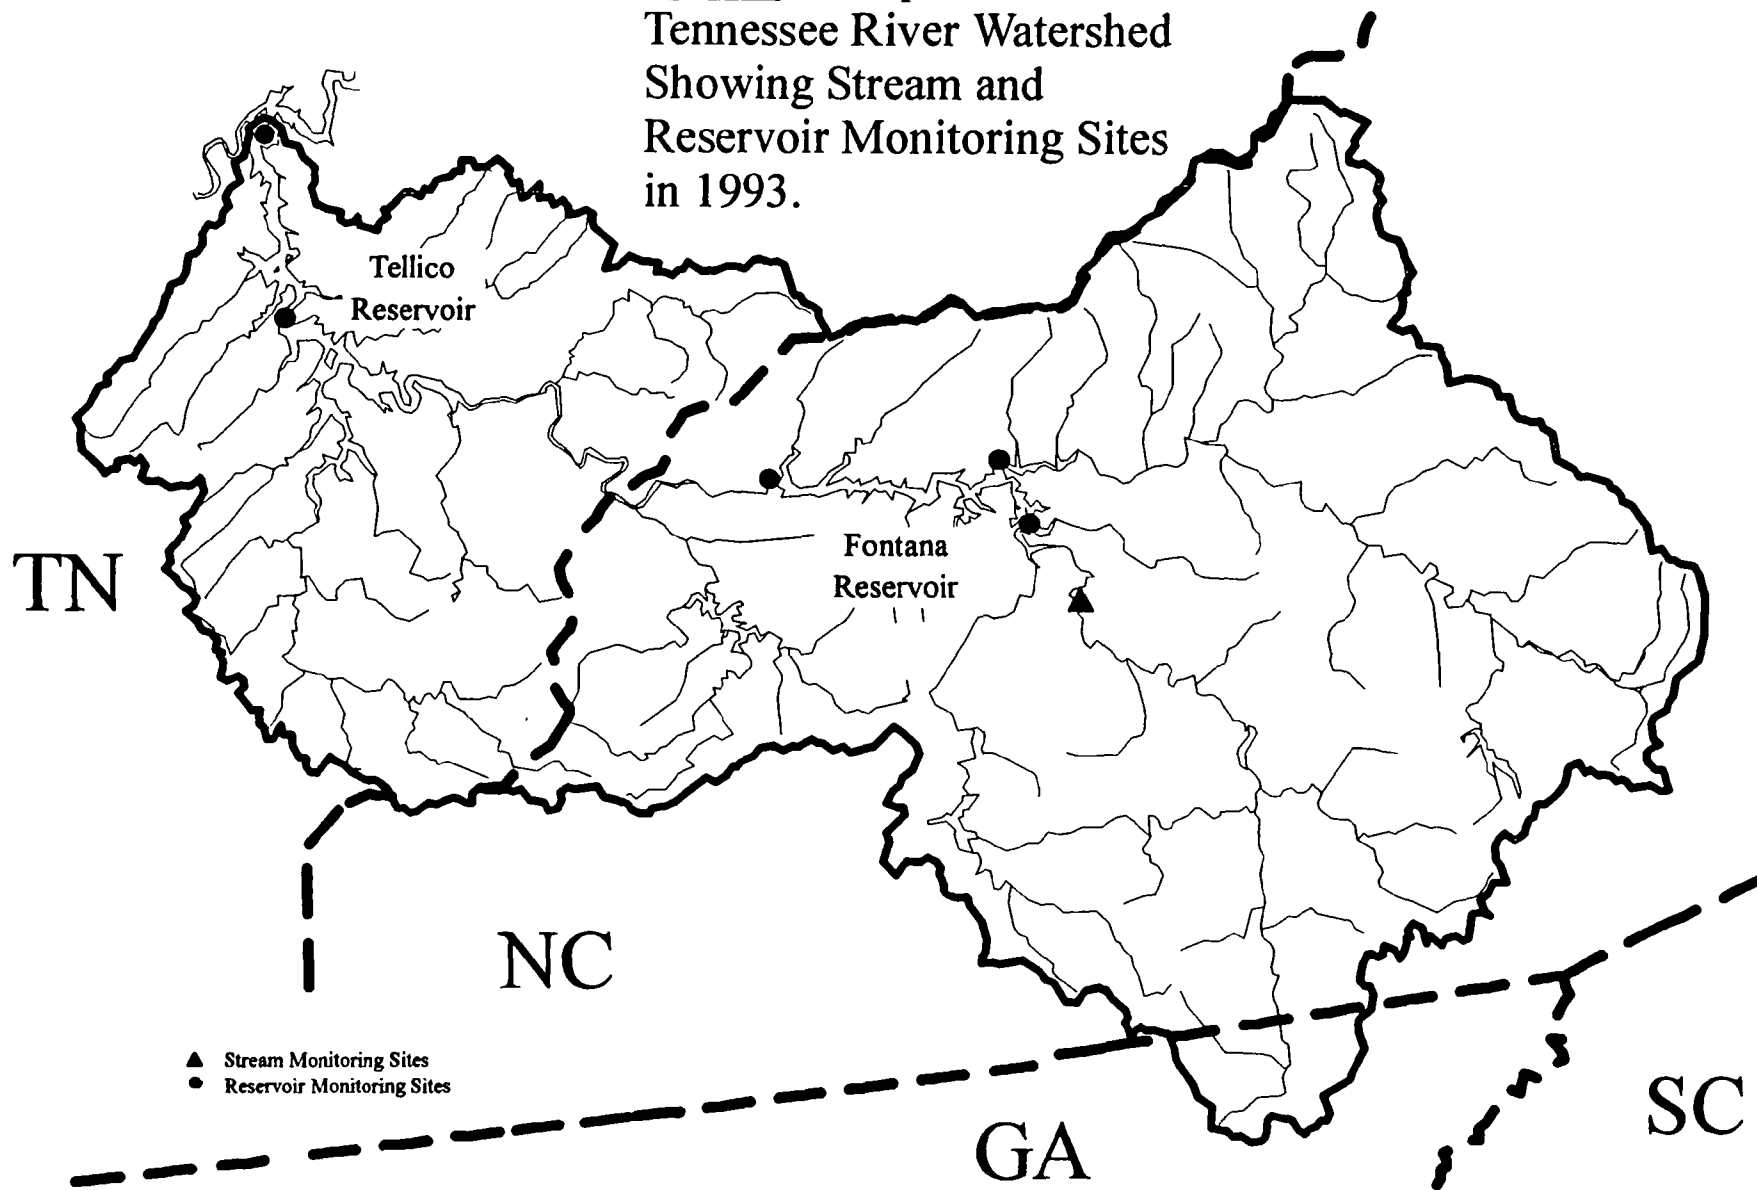 Tennessee River Watershed
Showing Stream and
Reservoir Monitoring Sites
in 1993.
Tellico
Reservoir
Fontana
Reservoir
TN
NC
▲ Stream Monitoring Sites
● Reservoir Monitoring Sites
GA
SC